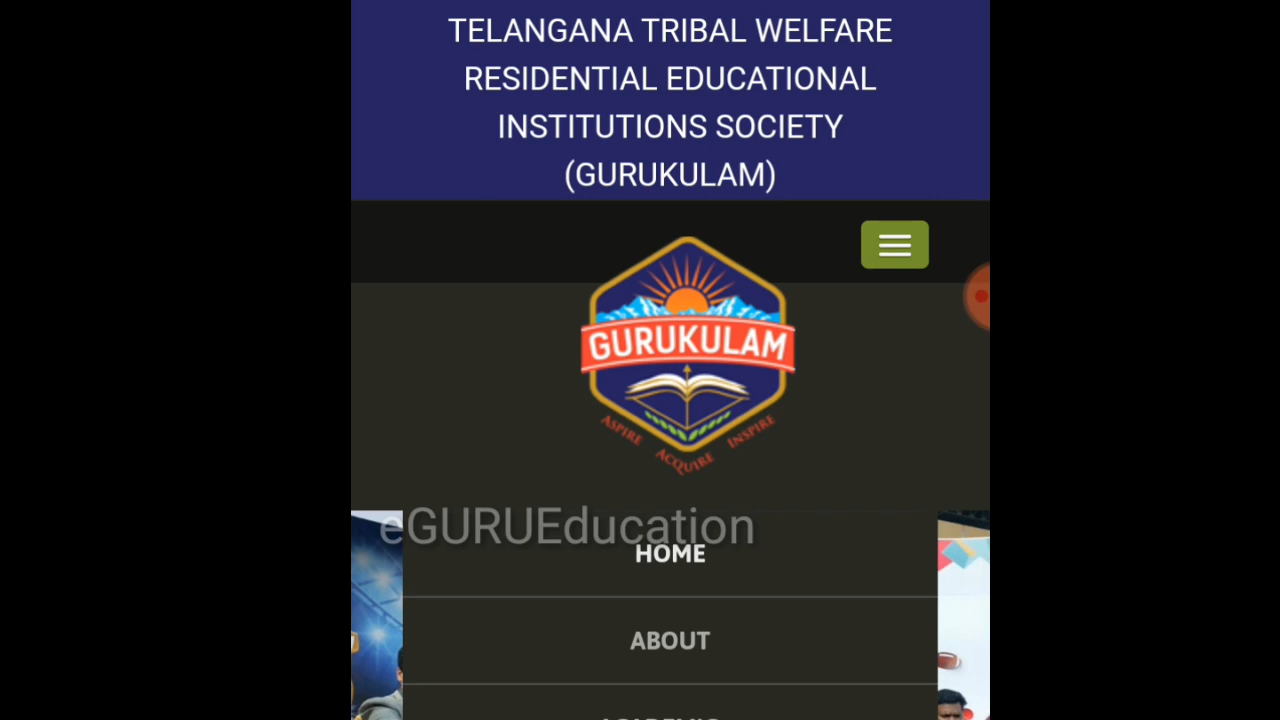 TELANGANA TRIBAL WELFARE
RESIDENTIAL EDUCATIONAL
INSTITUTIONS SOCIETY
(GURUKULAM)
GURUKULAM
ASPIRE
ACQUIRE
INSPIRE
eGURUEducation
HOME
ABOUT